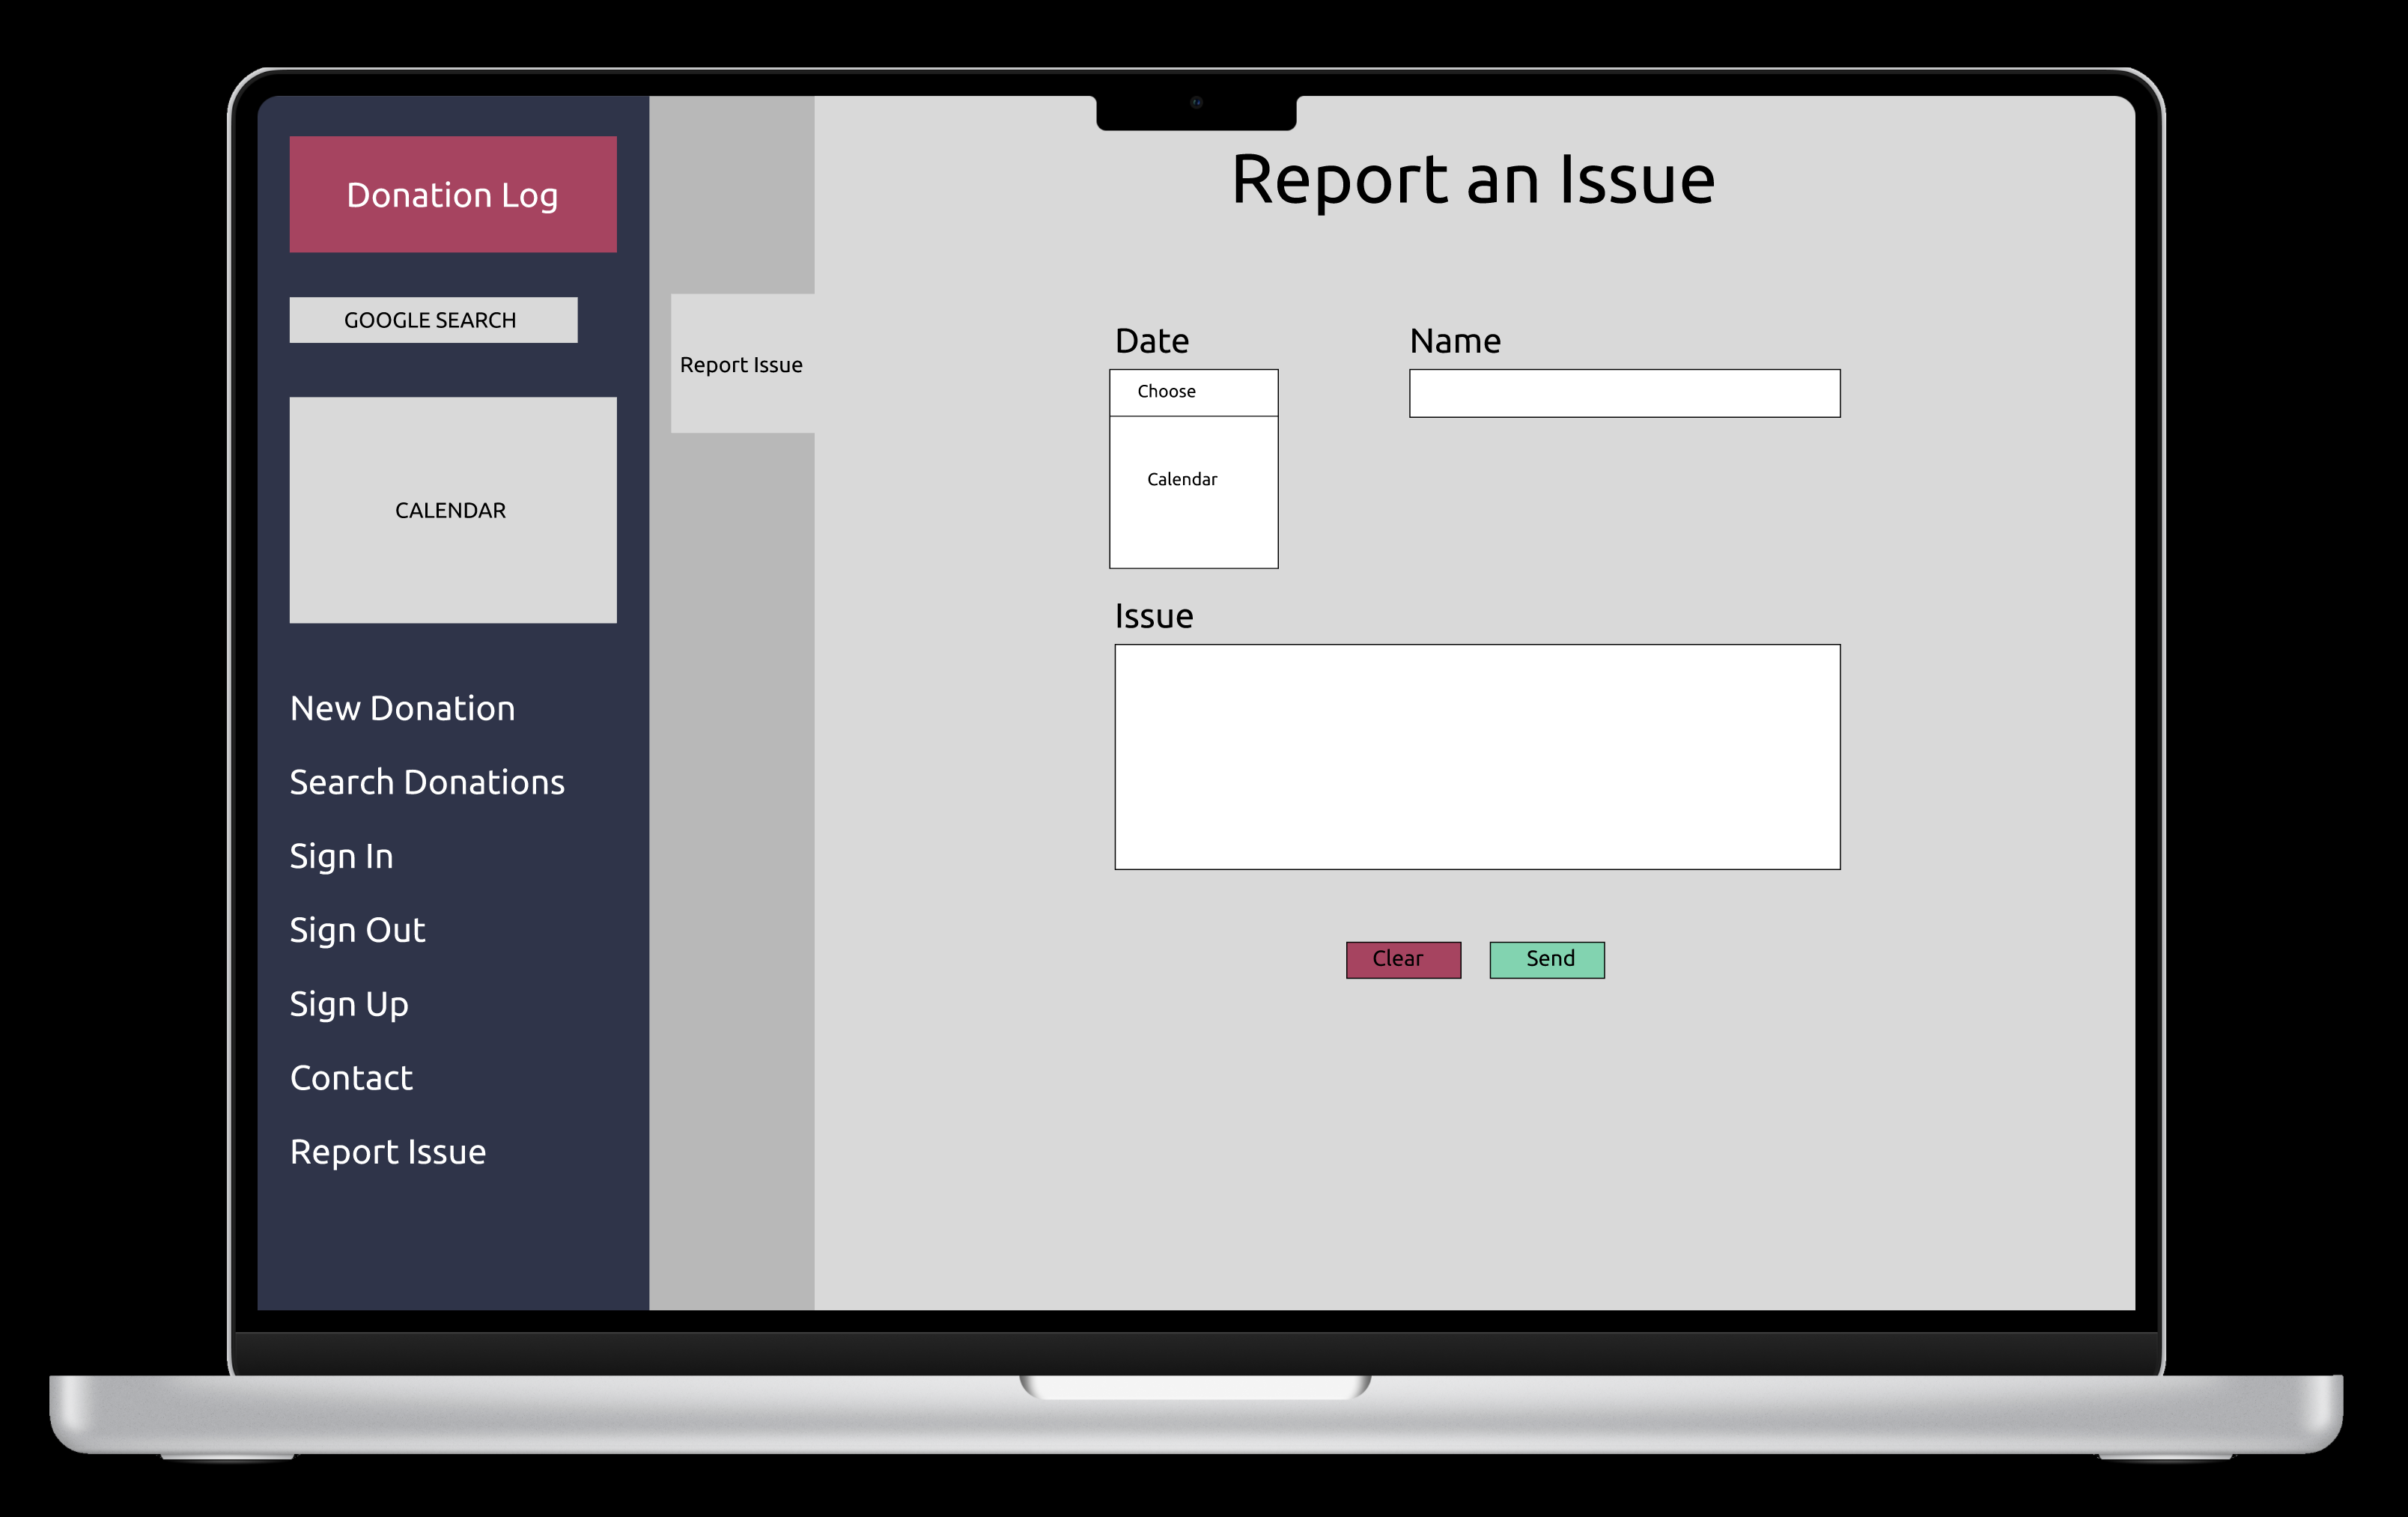 Donation Log
GOOGLE SEARCH
CALENDAR
New Donation
Search Donations
Sign In
Sign Out
Sign Up
Contact
Report Issue
Report Issue
Report an Issue
Date
Name
Choose
Calendar
Issue
Clear
Send